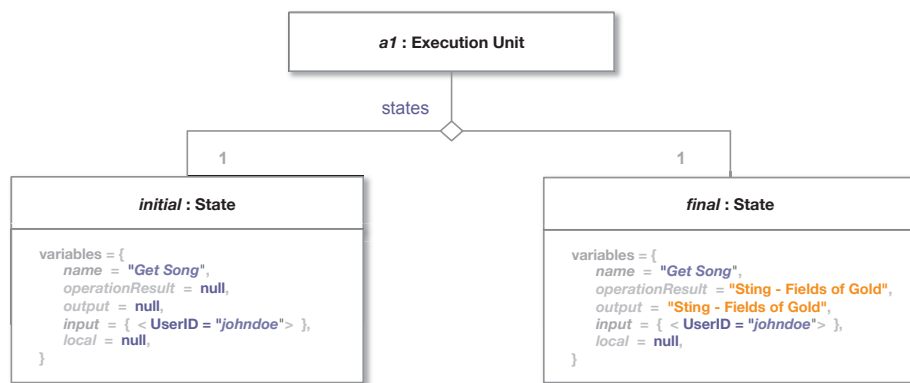 a1 : Execution Unit
states
1
1
initial : State
variables = {
name = "Get Song",
operationResult = null,
output = null,
input = { < UserID = "johndoe"> },
local = null,
}
final : State
variables = {
name = "Get Song",
operationResult = "Sting - Fields of Gold",
output = "Sting - Fields of Gold",
input = { < UserID = "johndoe"> },
local = null,
}